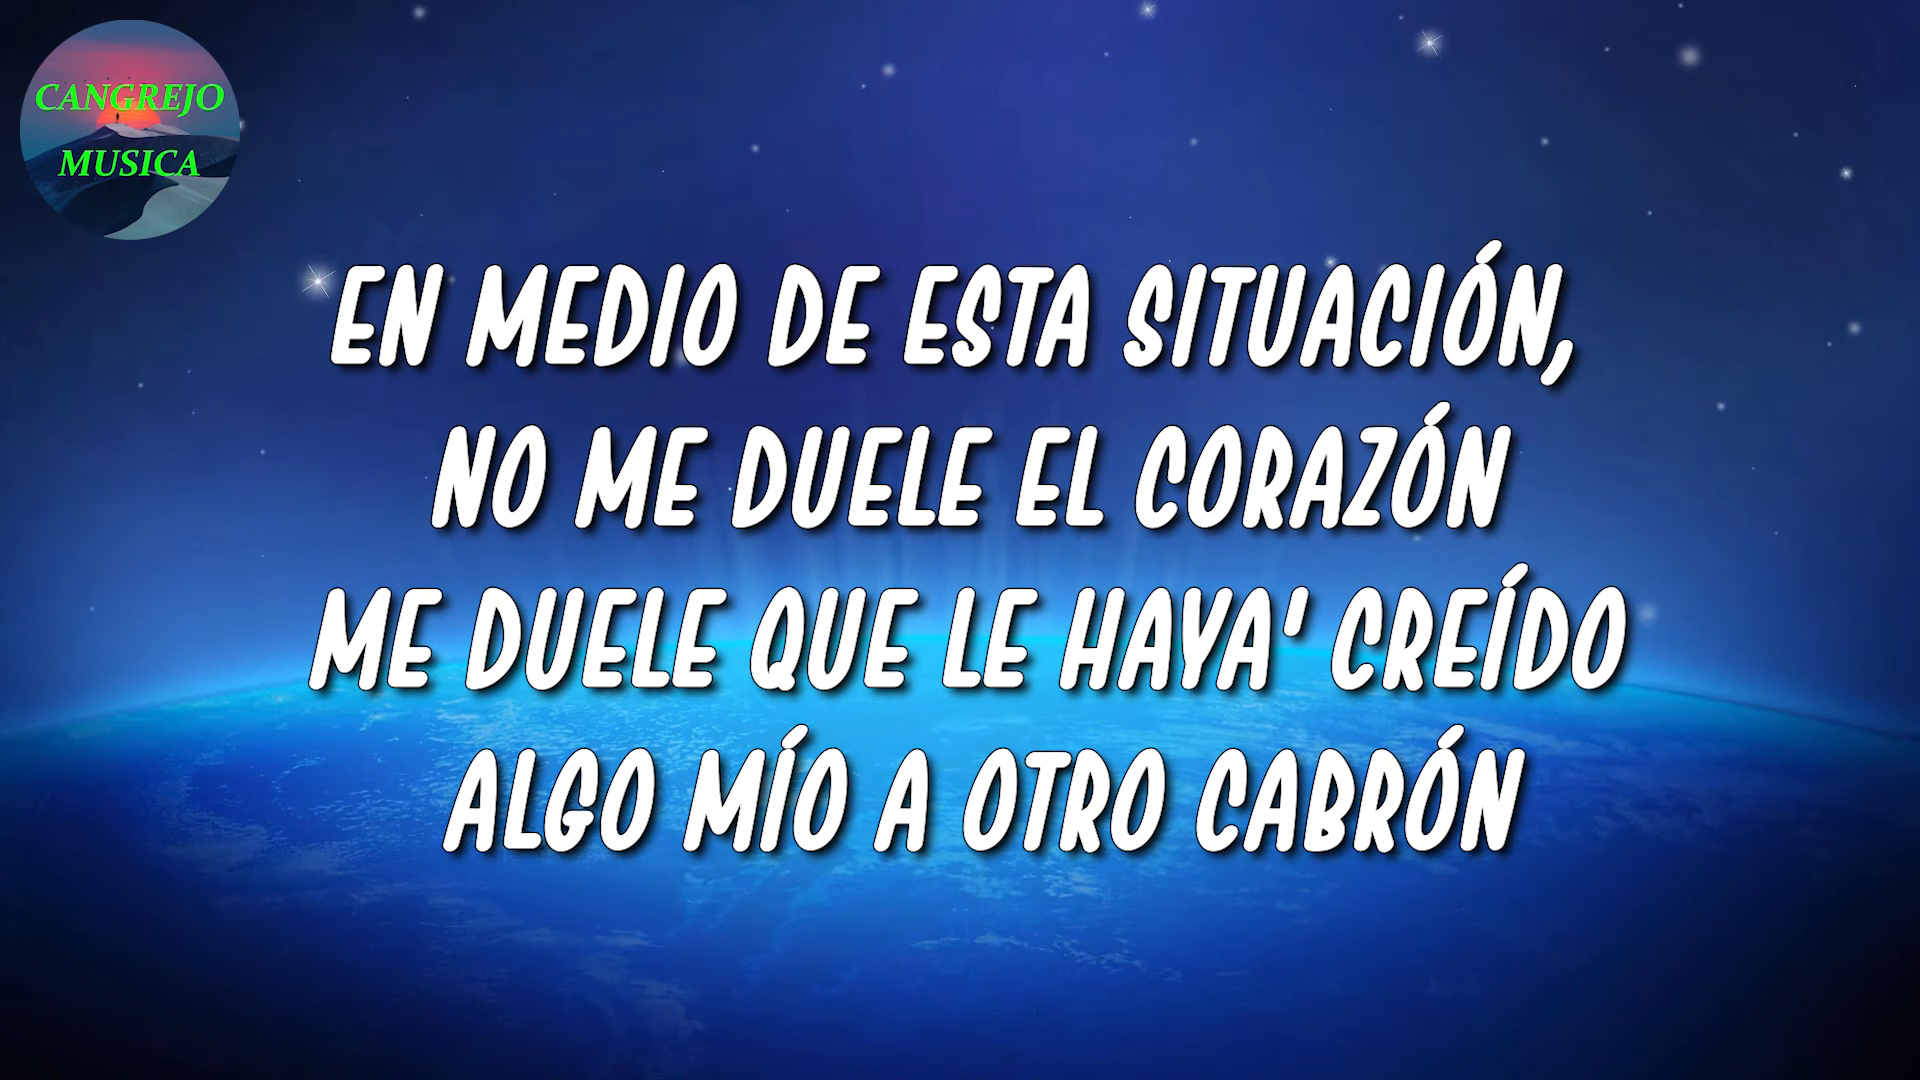 CANGREJO
MUSICA
EN MEDIO DE ESTA SITUACIÓN,
NO ME DUELE EL CORAZÓN
ME DUELE QUE LE HAYA' CREÍDO
ALGO MÍO A OTRO CABRÓN